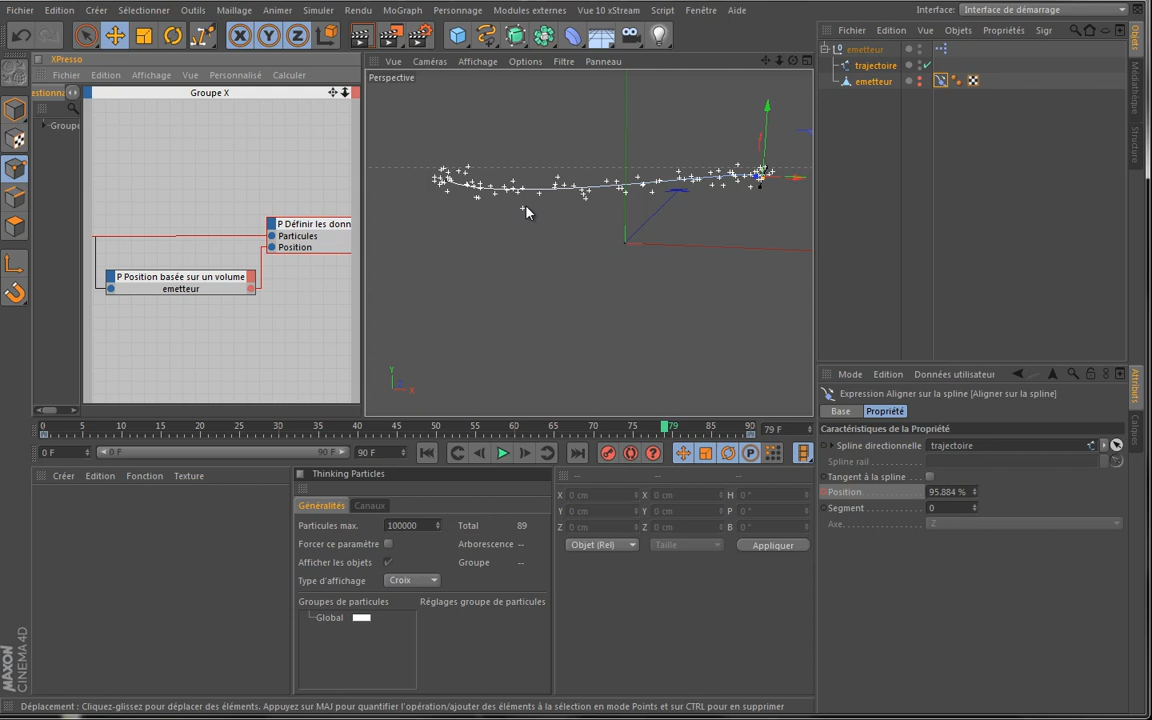 Fichier Edition Créer Sélectionner Outils Maillage Animer Simuler Rendu MoGraph Personnage Modules externes Vue 10 xStream Script Fenêtre Aide Interface: Interface de démarrage
XPresso
Fichier Edition Affichage Vues Personnalisé Calculer
Vue Caméras Affichage Options Filtre Panneau
Perspective
Fichier Edition Vue Objets Propriétés Sigr
emetteur
trajectoire
emetteur
Objets
Médiathèque
Structure
Groupe
Groupe X
P Définir les donn
Particules
Position
P Position basée sur un volume
emetteur
Y
X
Mode Edition Données utilisateur
Expression Aligner sur la spline [Aligner sur la spline]
Base Propriété
Caractéristiques de la Propriété
Spline directionnelle trajectoire
Spline rail
Tangent à la spline
Position 95.884 %
Segment 0
Axe Z
Attributs
Calques
0 5 10 15 20 25 30 35 40 45 50 55 60 65 70 75 79 85 90 79 F
0 F 0 F 90 F 90 F
Créer Edition Fonction Texture
Thinking Particles
Généralités Canaux
Particules max. 100000 Total 89
Forcer ce paramètre Arborescence --
Afficher les objets Groupe --
Type d'affichage Croix
Groupes de particules Réglages groupe de particules
Global
-- -- --
X 0 cm X 0 cm H 0 °
Y 0 cm Y 0 cm P 0 °
Z 0 cm Z 0 cm B 0 °
Objet (Rel) Taille Appliquer
MAXON
CINEMA 4D
Déplacement : Cliquez-glissez pour déplacer des éléments. Appuyez sur MAJ pour quantifier l'opération/ajouter des éléments à la sélection en mode Points et sur CTRL pour en supprimer